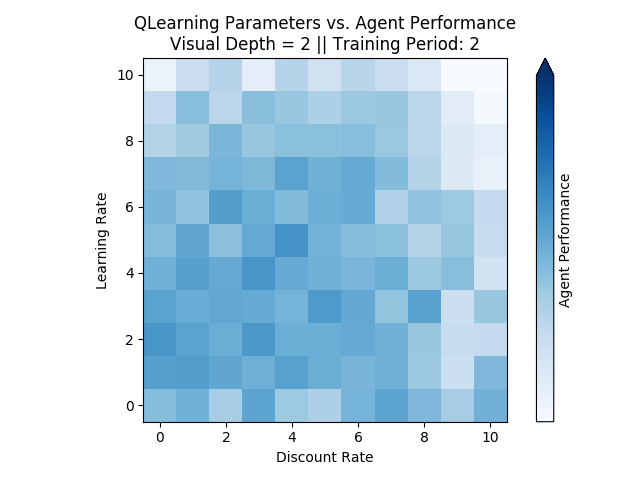 QLearning Parameters vs. Agent Performance
Visual Depth = 2 || Training Period: 2
10
8
6
4
2
0
Learning Rate
0 2 4 6 8 10
Discount Rate
Agent Performance